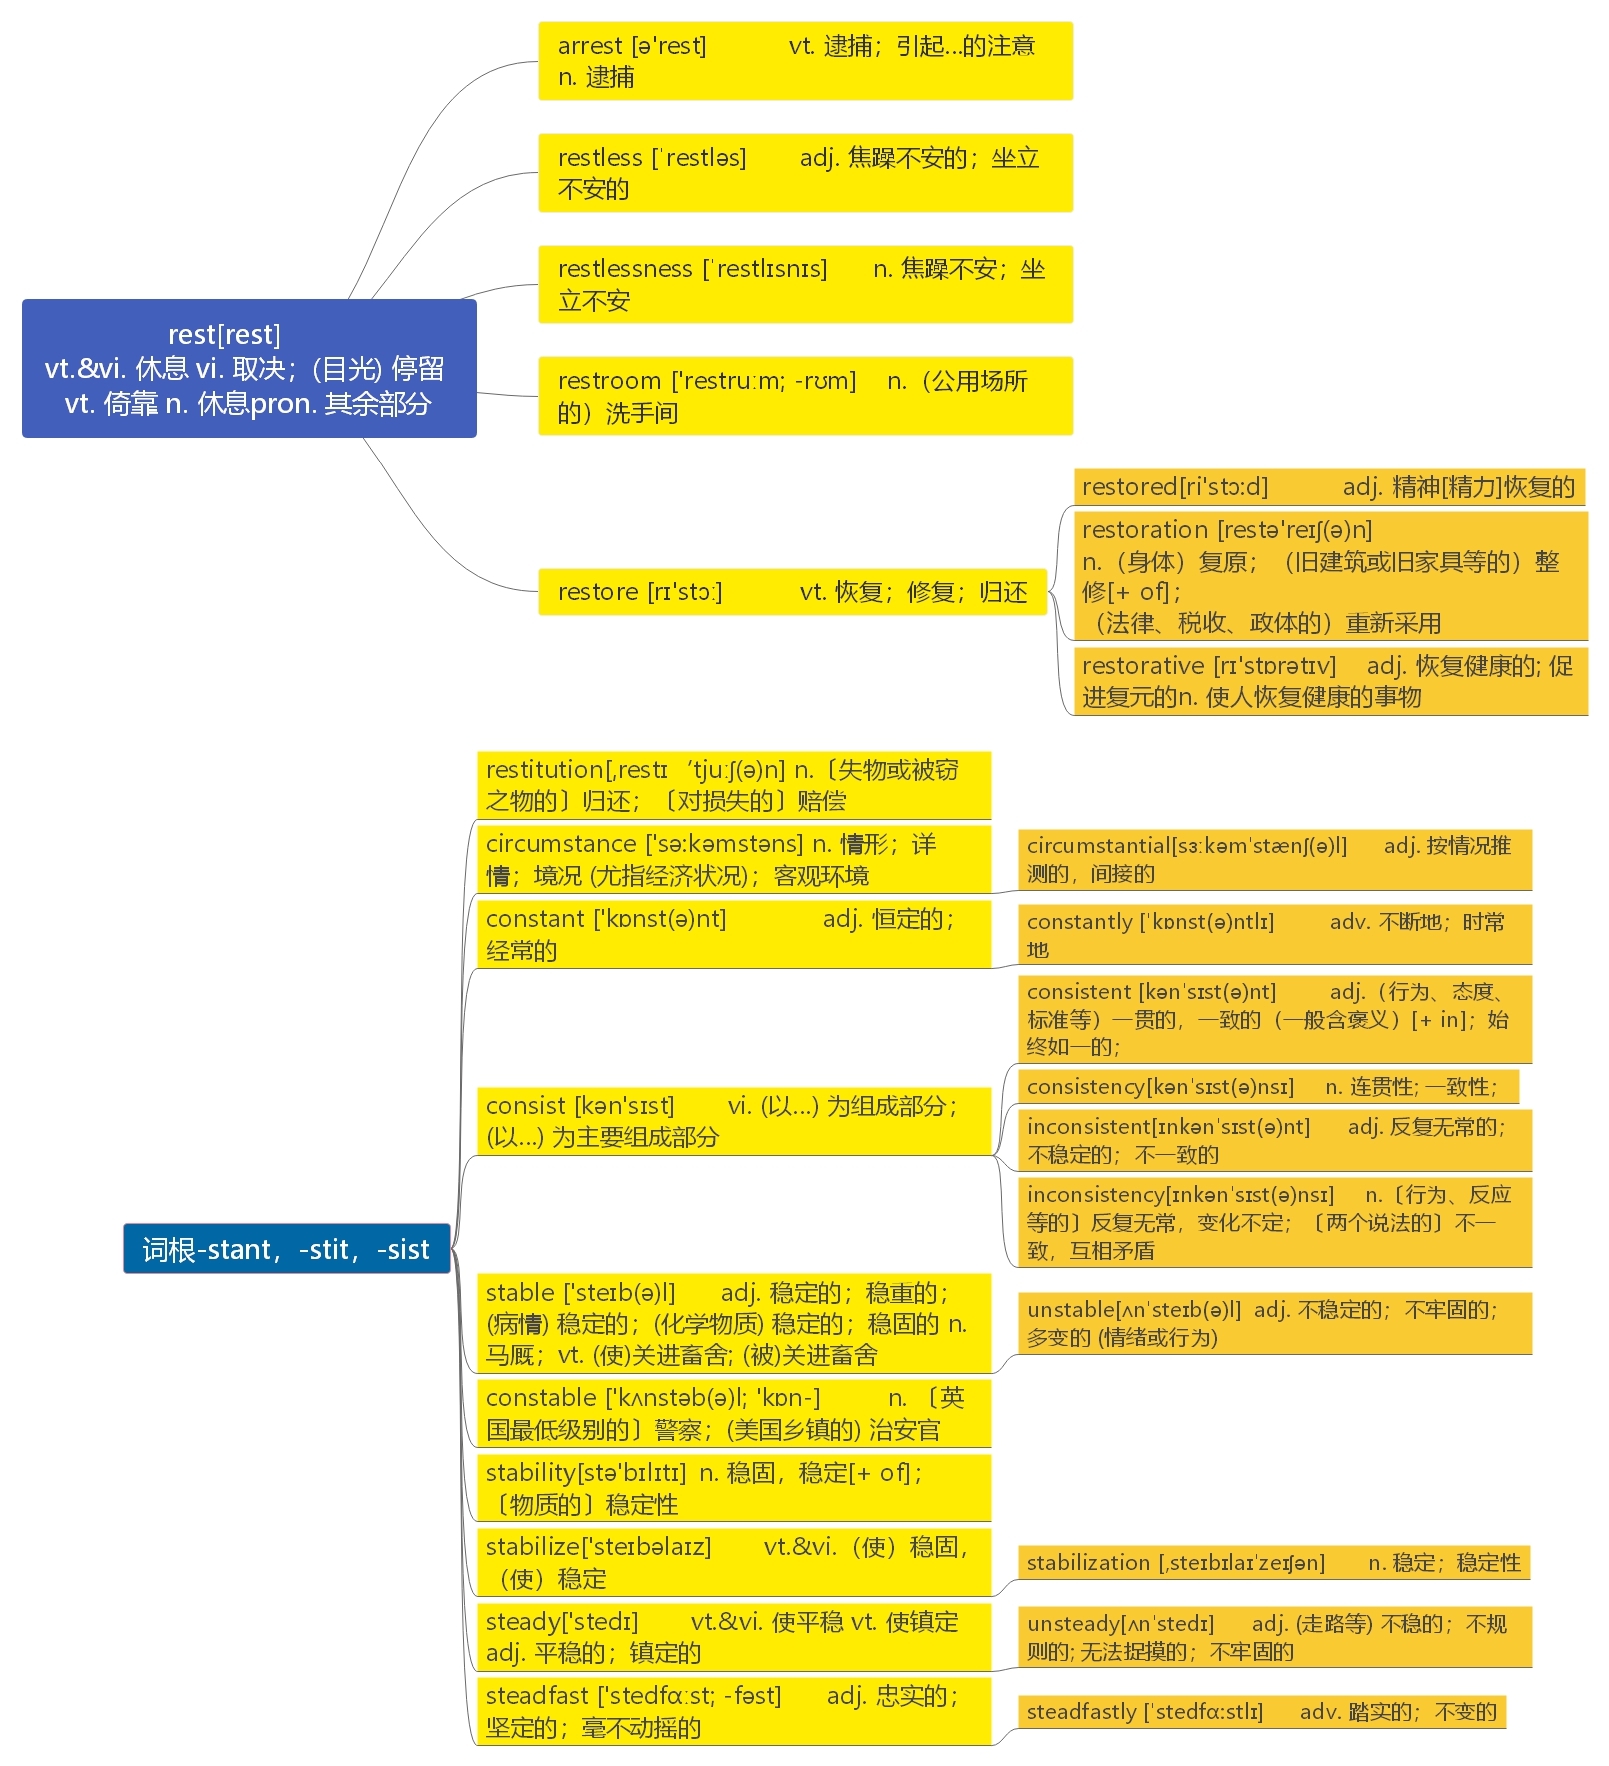 arrest [ə'rest] vt. 逮捕；引起...的注意
n. 逮捕
restless [ˈrestləs] adj. 焦躁不安的；坐立
不安的
restlessness [ˈrestlɪsnɪs] n. 焦躁不安；坐
立不安
rest[rest]
vt.&vi. 休息 vi. 取决；(目光) 停留
vt. 倚靠 n. 休息pron. 其余部分
restroom ['restruːm; -rʊm] n.（公用场所
的）洗手间
restore [rɪ'stɔː] vt. 恢复；修复；归还
restored[ri'stɔ:d] adj. 精神[精力]恢复的
restoration [restə'reɪʃ(ə)n]
n.（身体）复原；（旧建筑或旧家具等的）整
修[+ of]；
（法律、税收、政体的）重新采用
restorative [rɪ'stɒrətɪv] adj. 恢复健康的; 促
进复元的n. 使人恢复健康的事物
词根-stant，-stit，-sist
restitution[ˌrestɪ ‘tjuːʃ(ə)n] n.〔失物或被窃
之物的〕归还；〔对损失的〕赔偿
circumstance ['sə:kəmstəns] n. 情形；详
情；境况 (尤指经济状况)；客观环境
circumstantial[sɜːkəmˈstænʃ(ə)l] adj. 按情况推
测的，间接的
constant ['kɒnst(ə)nt] adj. 恒定的；
经常的
constantly [ˈkɒnst(ə)ntlɪ] adv. 不断地；时常
地
consist [kən'sɪst] vi. (以...) 为组成部分；
(以...) 为主要组成部分
consistent [kənˈsɪst(ə)nt] adj.（行为、态度、
标准等）一贯的，一致的（一般含褒义）[+ in]；始
终如一的；
consistency[kənˈsɪst(ə)nsɪ] n. 连贯性; 一致性；
inconsistent[ɪnkənˈsɪst(ə)nt] adj. 反复无常的；
不稳定的；不一致的
inconsistency[ɪnkənˈsɪst(ə)nsɪ] n.〔行为、反应
等的〕反复无常，变化不定；〔两个说法的〕不一
致，互相矛盾
stable ['steɪb(ə)l] adj. 稳定的；稳重的；
(病情) 稳定的；(化学物质) 稳定的；稳固的 n.
马厩；vt. (使)关进畜舍; (被)关进畜舍
unstable[ʌnˈsteɪb(ə)l] adj. 不稳定的；不牢固的；
多变的 (情绪或行为)
constable ['kʌnstəb(ə)l; 'kɒn-] n. 〔英
国最低级别的〕警察；(美国乡镇的) 治安官
stability[stə'bɪlɪtɪ] n. 稳固，稳定[+ of]；
〔物质的〕稳定性
stabilize['steɪbəlaɪz] vt.&vi.（使）稳固，
（使）稳定
stabilization [ˌsteɪbɪlaɪˈzeɪʃən] n. 稳定；稳定性
steady['stedɪ] vt.&vi. 使平稳 vt. 使镇定
adj. 平稳的；镇定的
unsteady[ʌnˈstedɪ] adj. (走路等) 不稳的；不规
则的; 无法捉摸的；不牢固的
steadfast ['stedfɑːst; -fəst] adj. 忠实的；
坚定的；毫不动摇的
steadfastly [ˈstedfɑ:stlɪ] adv. 踏实的；不变的